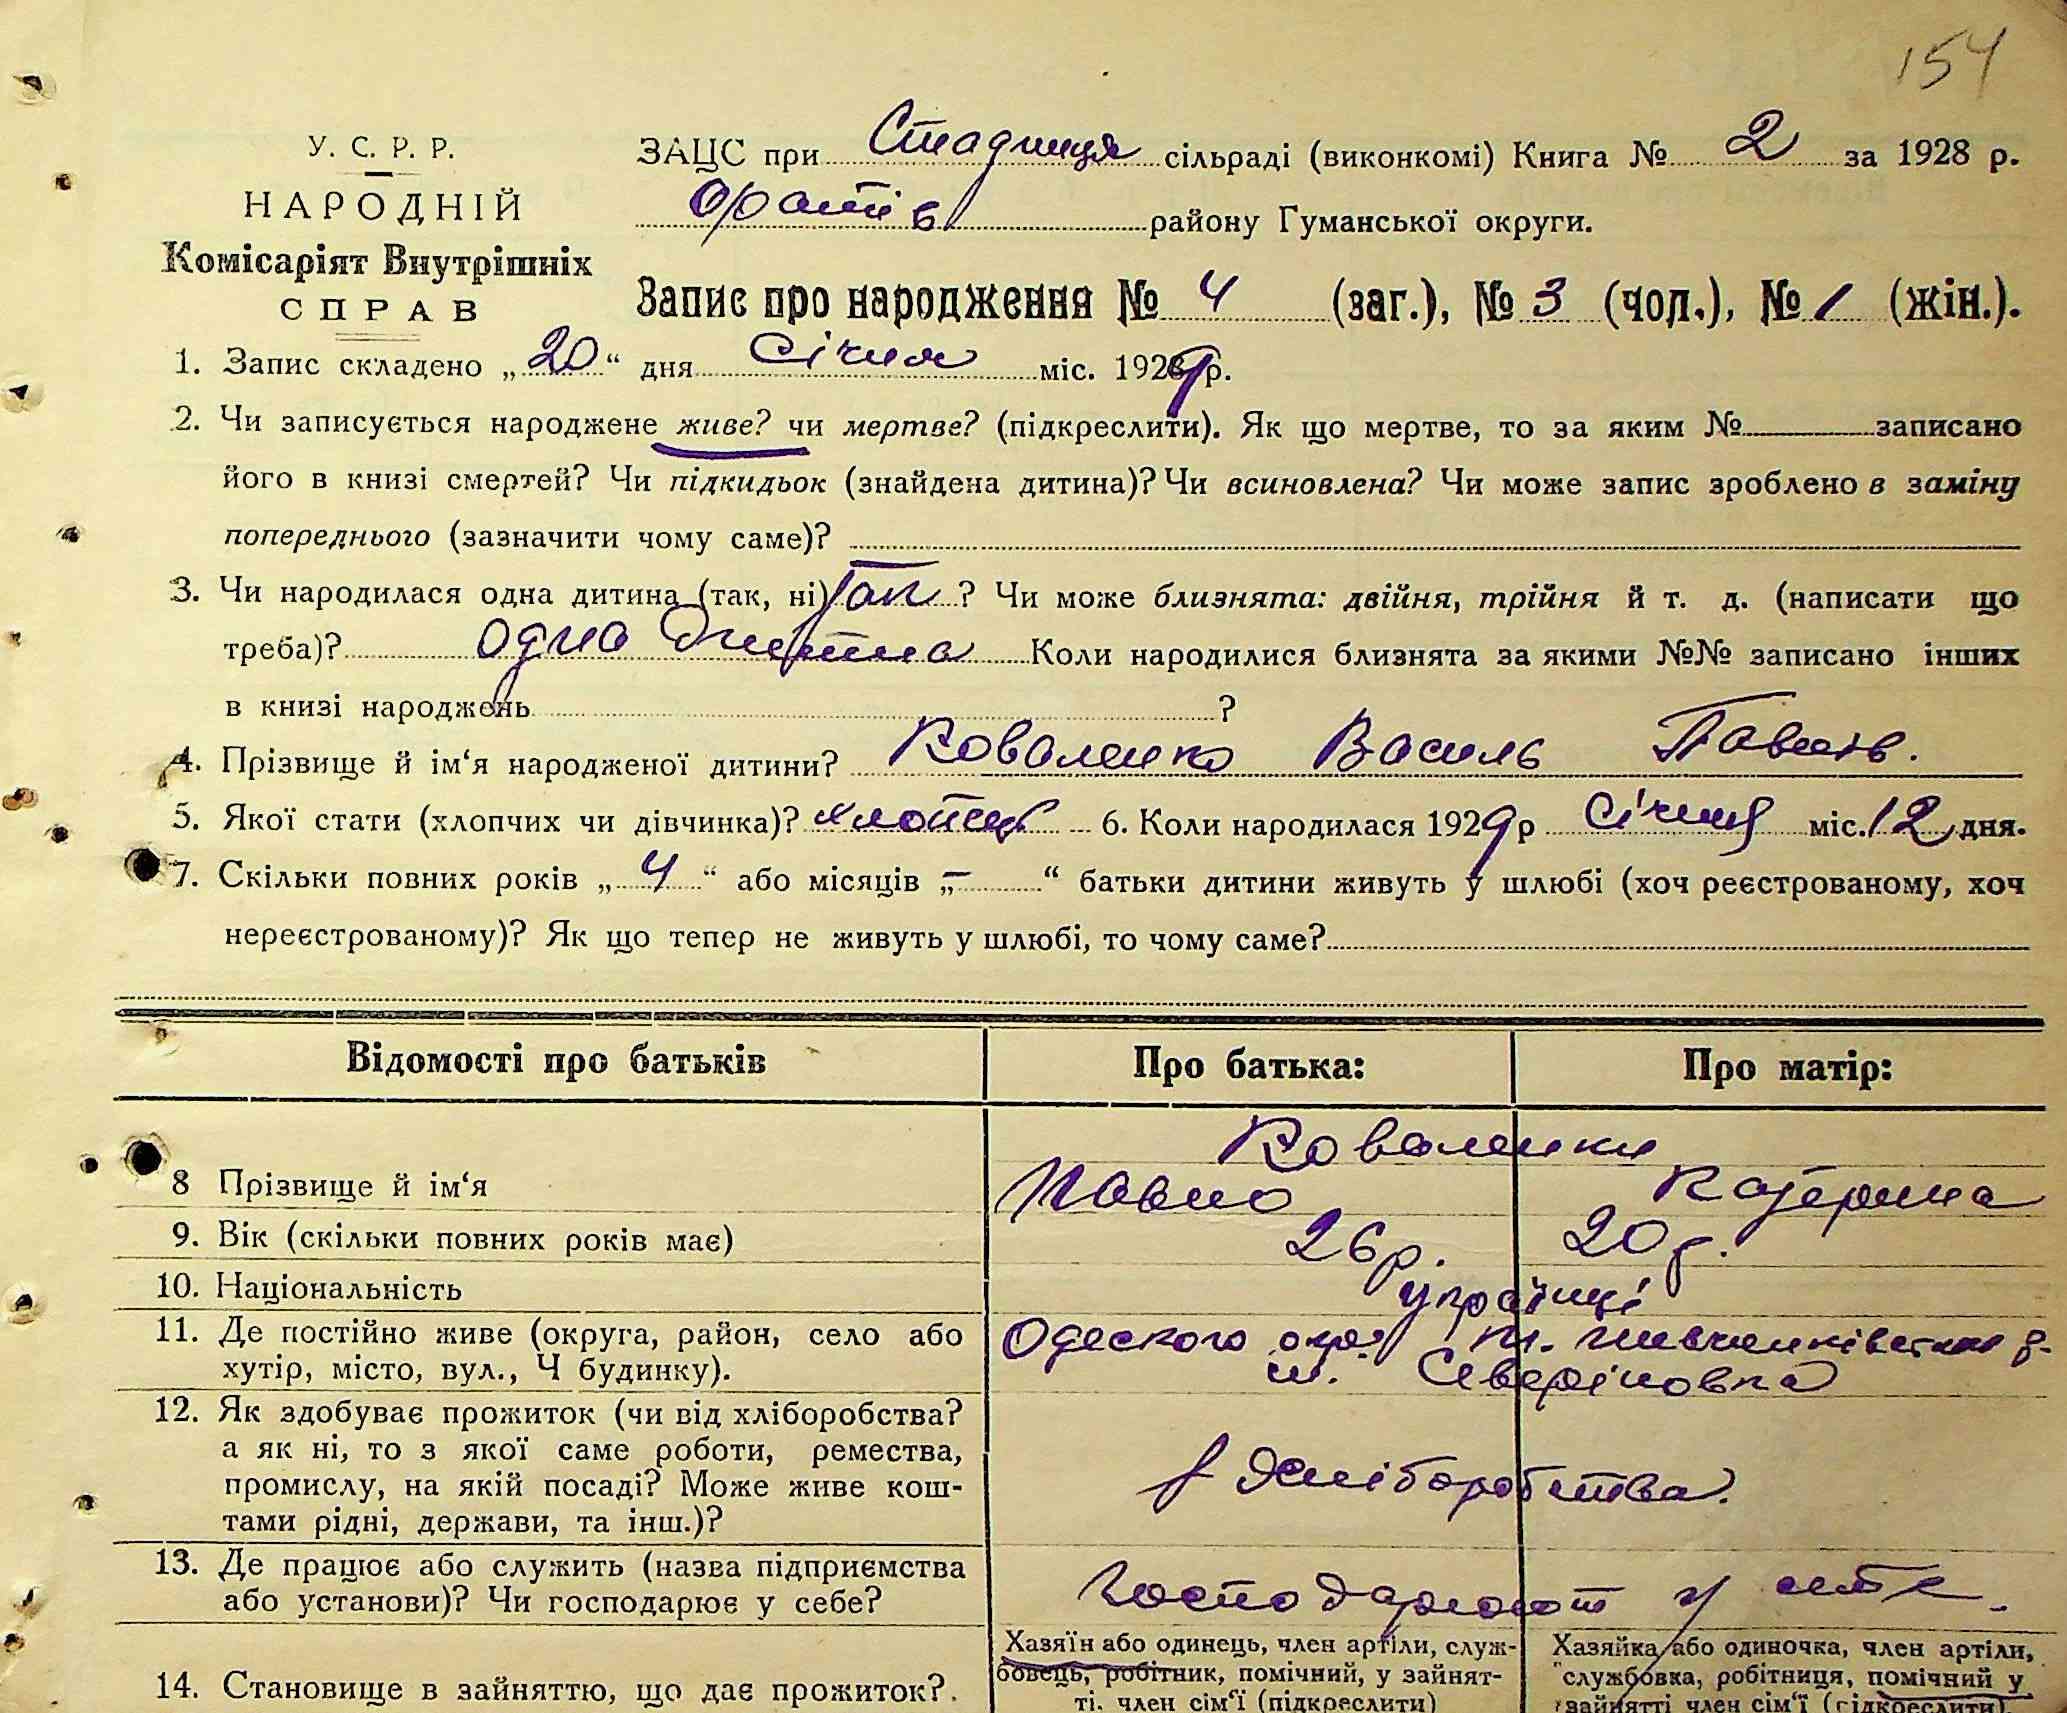 154
У. С. Р. Р.
НАРОДНІЙ
Комісаріят Внутрішніх
СПРАВ
ЗАЦС при Стадниця сільраді (виконкомі) Книга № 2 за 1928 р.
Оратів району Гуманської округи.
Запис про народження № 4 (заг.), № 3 (чол.), № 1 (жін.).
1. Запис складено „20“ дня Січня міс. 1929 р.
2. Чи записується народжене живе? чи мертве? (підкреслити). Як що мертве, то за яким № записано
його в книзі смертей? Чи підкидьок (знайдена дитина)? Чи всиновлена? Чи може запис зроблено в заміну
попереднього (зазначити чому саме)?
3. Чи народилася одна дитина (так, ні) Так ? Чи може близнята: двійня, трійня й т. д. (написати що
треба)? Одна дитина Коли народилися близнята за якими №№ записано інших
в книзі народжень ?
4. Прізвище й ім‘я народженої дитини? Коваленко Василь Павлів.
5. Якої стати (хлопчих чи дівчинка)? хлопець 6. Коли народилася 1929 р Січня міс. 12 дня.
7. Скільки повних років „4“ або місяців „–“ батьки дитини живуть у шлюбі (хоч реєстрованому, хоч
нереєстрованому)? Як що тепер не живуть у шлюбі, то чому саме?
Відомості про батьків Про батька: Про матір:
Коваленки
8 Прізвище й ім‘я Павло Катерина
9. Вік (скільки повних років має) 26 р. 20 р.
10. Національність українці
11. Де постійно живе (округа, район, село або Одеського окр. т. Шевченківского р.
хутір, місто, вул., Ч будинку). Северіновка
12. Як здобуває прожиток (чи від хліборобства?
а як ні, то з якої саме роботи, ремества,
промислу, на якій посаді? Може живе кош- хліборобства.
тами рідні, держави, та інш.)?
13. Де працює або служить (назва підприємства
або установи)? Чи господарює у себе? Господарюют у себе.
Хазяїн або одинець, член артіли, служ- Хазяйка або одиночка, член артіли,
бовець, робітник, помічний, у зайнят- службовка, робітниця, помічний у
14. Становище в зайняттю, що дає прожиток? ті. член сім‘ї (підкреслити) зайнятті член сім‘ї (підкреслити)